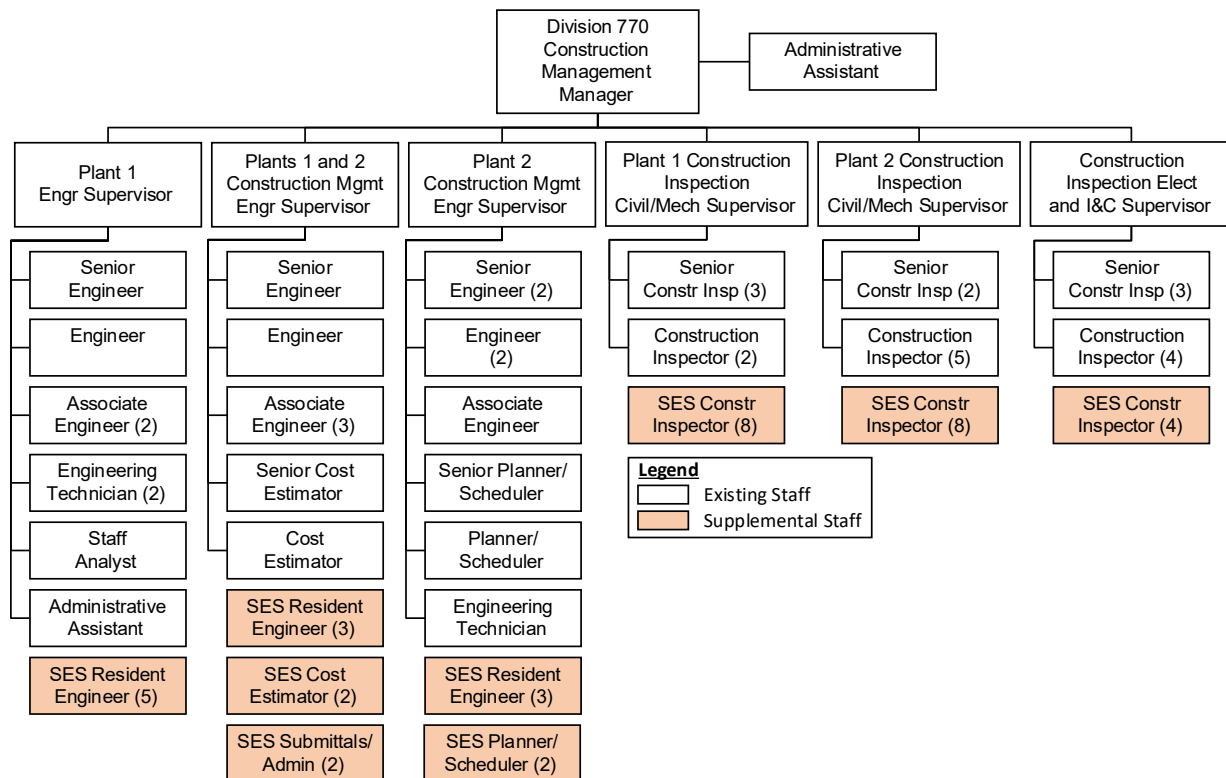 Division 770
Construction
Management
Manager
Administrative
Assistant
Plant 1
Engr Supervisor
Plants 1 and 2
Construction Mgmt
Engr Supervisor
Plant 2
Construction Mgmt
Engr Supervisor
Plant 1 Construction
Inspection
Civil/Mech Supervisor
Plant 2 Construction
Inspection
Civil/Mech Supervisor
Construction
Inspection Elect
and I&C Supervisor
Senior
Engineer
Engineer
Associate
Engineer (2)
Engineering
Technician (2)
Staff
Analyst
Administrative
Assistant
SES Resident
Engineer (5)
Senior
Engineer
Engineer
Associate
Engineer (3)
Senior Cost
Estimator
Cost
Estimator
SES Resident
Engineer (3)
SES Cost
Estimator (2)
SES Submittals/
Admin (2)
Senior
Engineer (2)
Engineer
(2)
Associate
Engineer
Senior Planner/
Scheduler
Planner/
Scheduler
Engineering
Technician
SES Resident
Engineer (3)
SES Planner/
Scheduler (2)
Senior
Constr Insp (3)
Construction
Inspector (2)
SES Constr
Inspector (8)
Senior
Constr Insp (2)
Construction
Inspector (5)
SES Constr
Inspector (8)
Senior
Constr Insp (3)
Construction
Inspector (4)
SES Constr
Inspector (4)
Legend
Existing Staff
Supplemental Staff